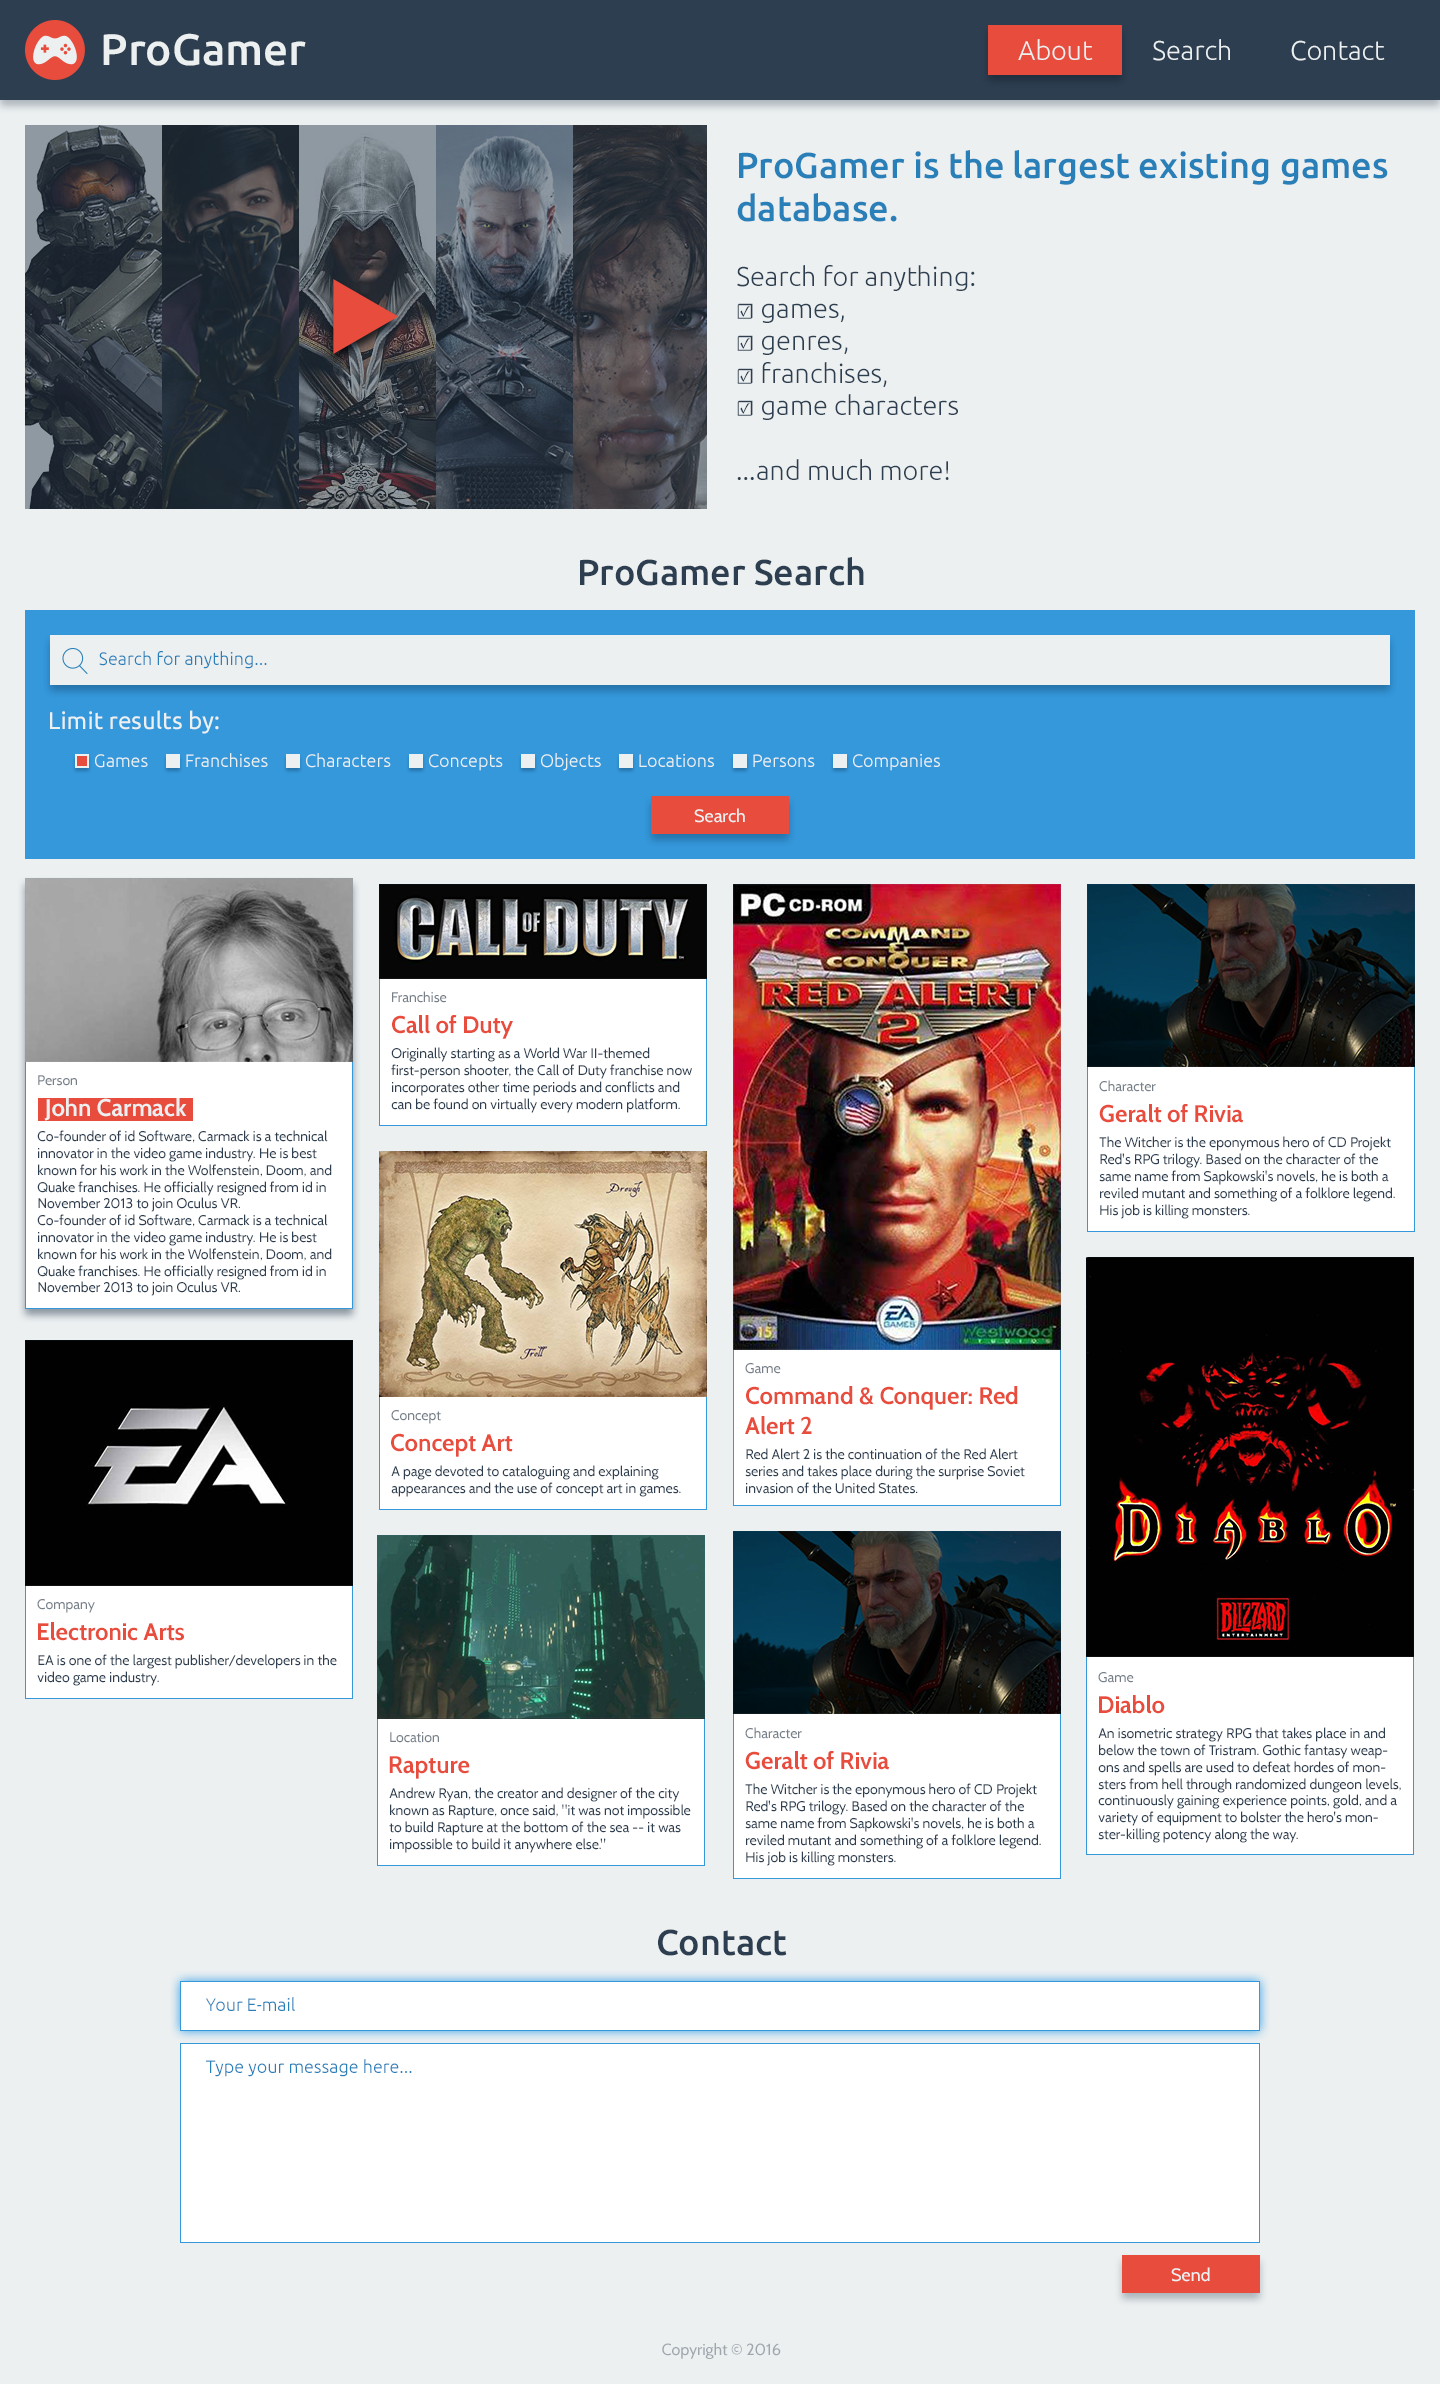 ProGamer
About
Search
Contact
ProGamer is the largest existing games
database.
Search for anything:
☑ games,
☑ genres,
☑ franchises,
☑ game characters
...and much more!
ProGamer Search
Search for anything...
Limit results by:
Games
Franchises
Characters
Concepts
Objects
Locations
Persons
Companies
Search
Person
John Carmack
Co-founder of id Software, Carmack is a technical
innovator in the video game industry. He is best
known for his work in the Wolfenstein, Doom, and
Quake franchises. He officially resigned from id in
November 2013 to join Oculus VR.
Co-founder of id Software, Carmack is a technical
innovator in the video game industry. He is best
known for his work in the Wolfenstein, Doom, and
Quake franchises. He officially resigned from id in
November 2013 to join Oculus VR.
EA
Company
Electronic Arts
EA is one of the largest publisher/developers in the
video game industry.
CALL OF DUTY
Franchise
Call of Duty
Originally starting as a World War II-themed
first-person shooter, the Call of Duty franchise now
incorporates other time periods and conflicts and
can be found on virtually every modern platform.
Dreugh
Troll
Concept
Concept Art
A page devoted to cataloguing and explaining
appearances and the use of concept art in games.
Location
Rapture
Andrew Ryan, the creator and designer of the city
known as Rapture, once said, "it was not impossible
to build Rapture at the bottom of the sea -- it was
impossible to build it anywhere else."
PC CD-ROM
COMMAND
&
CONQUER
RED ALERT
2
15
EA
GAMES
Westwood
STUDIOS
Game
Command & Conquer: Red
Alert 2
Red Alert 2 is the continuation of the Red Alert
series and takes place during the surprise Soviet
invasion of the United States.
Character
Geralt of Rivia
The Witcher is the eponymous hero of CD Projekt
Red's RPG trilogy. Based on the character of the
same name from Sapkowski's novels, he is both a
reviled mutant and something of a folklore legend.
His job is killing monsters.
Character
Geralt of Rivia
The Witcher is the eponymous hero of CD Projekt
Red's RPG trilogy. Based on the character of the
same name from Sapkowski's novels, he is both a
reviled mutant and something of a folklore legend.
His job is killing monsters.
DIABLO
BLIZZARD
ENTERTAINMENT
Game
Diablo
An isometric strategy RPG that takes place in and
below the town of Tristram. Gothic fantasy weap-
ons and spells are used to defeat hordes of mon-
sters from hell through randomized dungeon levels,
continuously gaining experience points, gold, and a
variety of equipment to bolster the hero's mon-
ster-killing potency along the way.
Contact
Your E-mail
Type your message here...
Send
Copyright © 2016